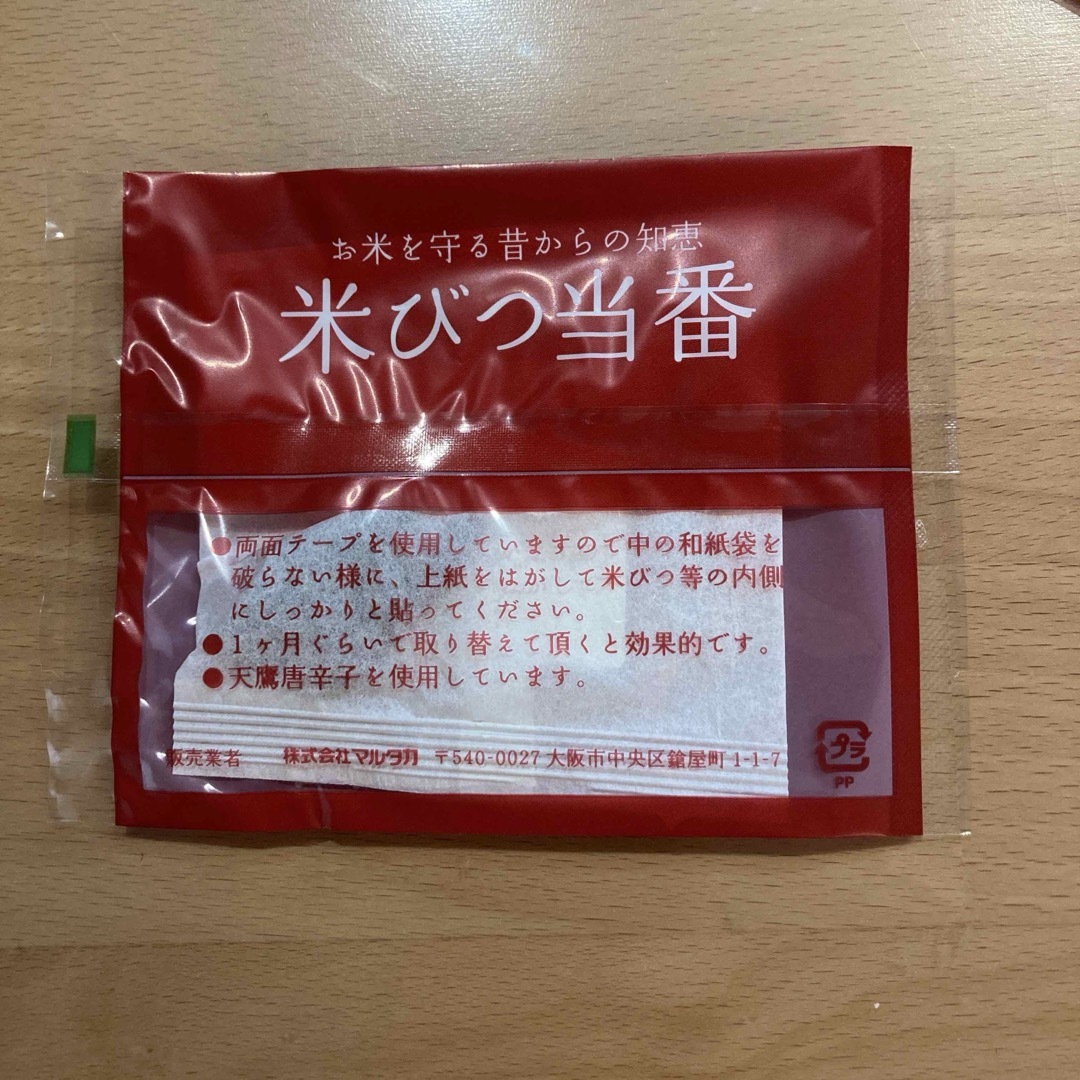 お米を守る昔からの知恵
米びつ当番
●両面テープを使用していますので中の和紙袋を
破らない様に、上紙をはがして米びつ等の内側
にしっかりと貼ってください。
●1ヶ月ぐらいで取り替えて頂くと効果的です。
●天鷹唐辛子を使用しています。
販売業者 株式会社マルタカ 〒540-0027 大阪市中央区鎗屋町 1-1-7
プラ
PP